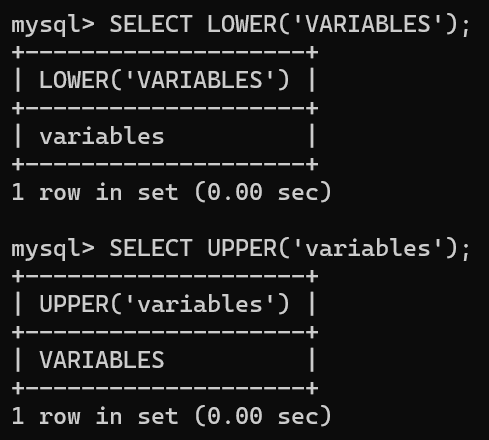 mysql> SELECT LOWER('VARIABLES');
+--------------------+
| LOWER('VARIABLES') |
+--------------------+
| variables          |
+--------------------+
1 row in set (0.00 sec)

mysql> SELECT UPPER('variables');
+--------------------+
| UPPER('variables') |
+--------------------+
| VARIABLES          |
+--------------------+
1 row in set (0.00 sec)